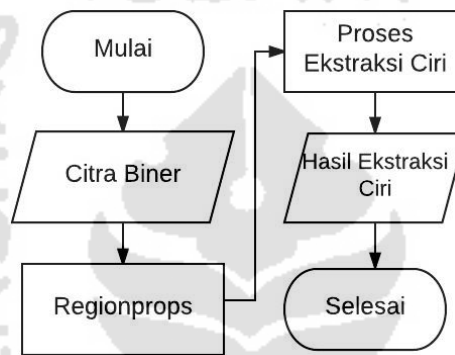 Mulai
Citra Biner
Regionprops
Proses
Ekstraksi Ciri
Hasil Ekstraksi
Ciri
Selesai